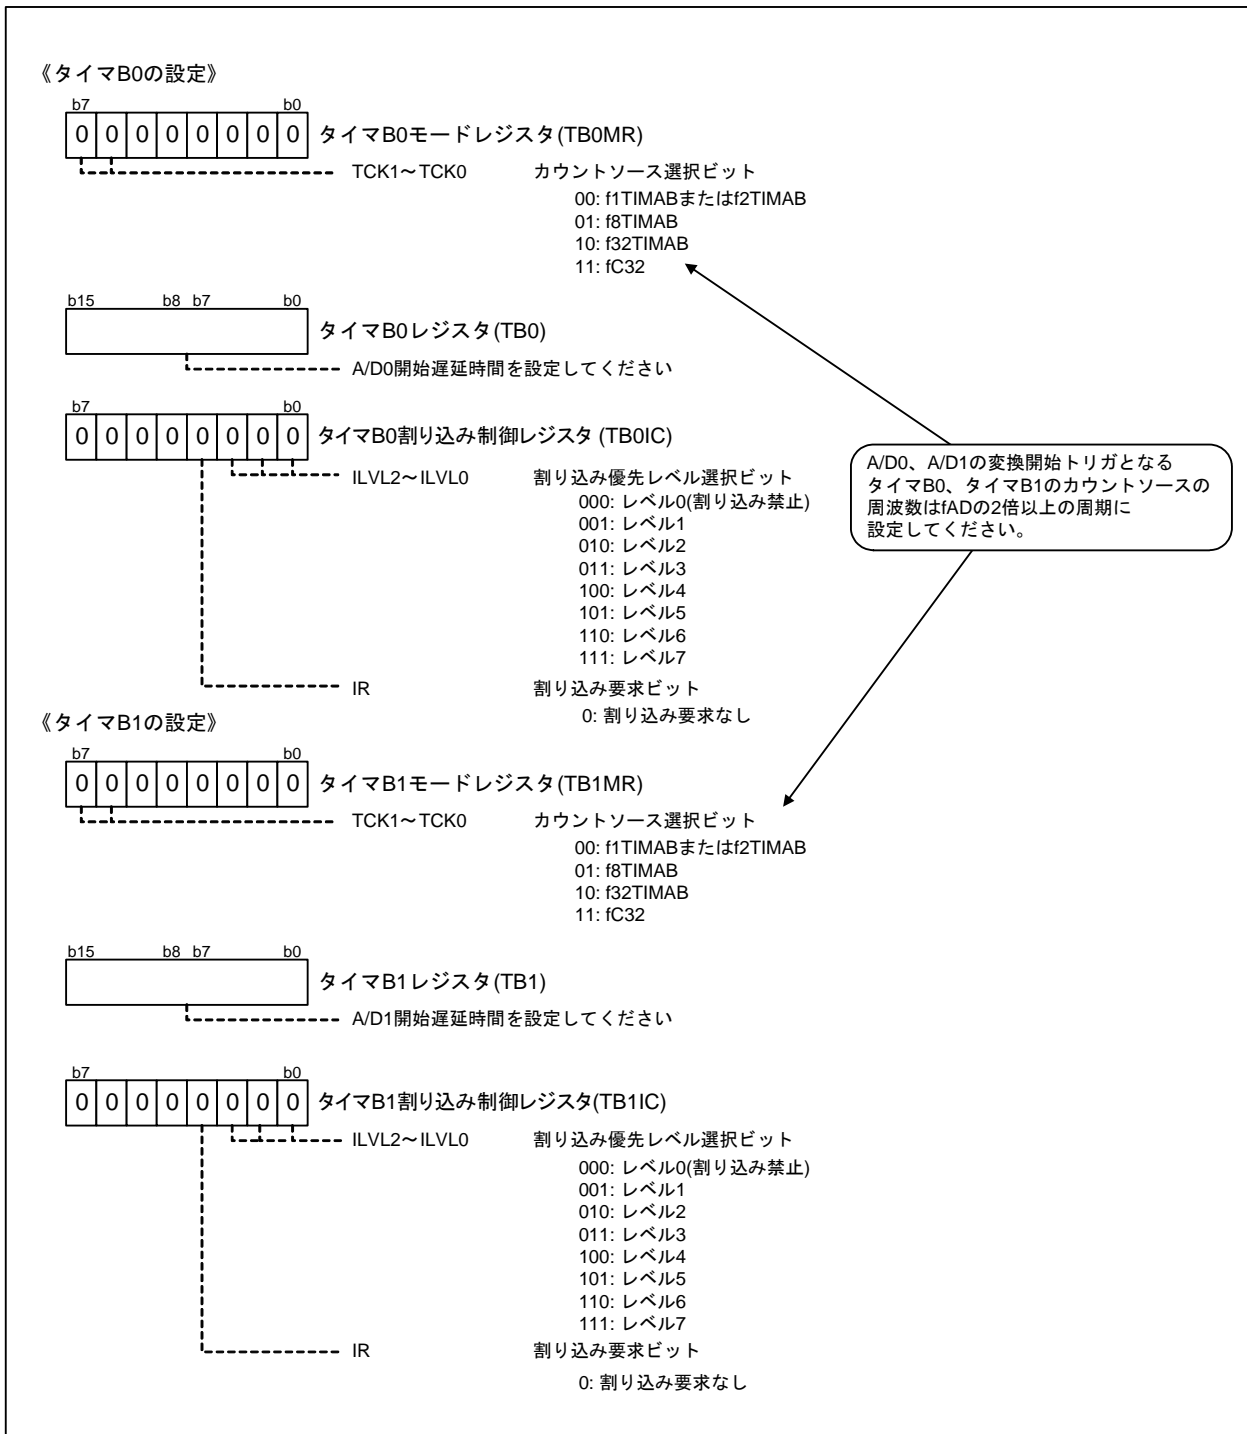 《タイマB0の設定》
b7 b0
0 0 0 0 0 0 0 0 タイマB0モードレジスタ(TB0MR)
TCK1～TCK0 カウントソース選択ビット
00: f1TIMABまたはf2TIMAB
01: f8TIMAB
10: f32TIMAB
11: fC32
b15 b8 b7 b0
タイマB0レジスタ(TB0)
A/D0開始遅延時間を設定してください
b7 b0
0 0 0 0 0 0 0 0 タイマB0割り込み制御レジスタ(TB0IC)
ILVL2～ILVL0 割り込み優先レベル選択ビット
000: レベル0(割り込み禁止)
001: レベル1
010: レベル2
011: レベル3
100: レベル4
101: レベル5
110: レベル6
111: レベル7
IR 割り込み要求ビット
0: 割り込み要求なし
A/D0、A/D1の変換開始トリガとなる
タイマB0、タイマB1のカウントソースの
周波数はfADの2倍以上の周期に
設定してください。
《タイマB1の設定》
b7 b0
0 0 0 0 0 0 0 0 タイマB1モードレジスタ(TB1MR)
TCK1～TCK0 カウントソース選択ビット
00: f1TIMABまたはf2TIMAB
01: f8TIMAB
10: f32TIMAB
11: fC32
b15 b8 b7 b0
タイマB1レジスタ(TB1)
A/D1開始遅延時間を設定してください
b7 b0
0 0 0 0 0 0 0 0 タイマB1割り込み制御レジスタ(TB1IC)
ILVL2～ILVL0 割り込み優先レベル選択ビット
000: レベル0(割り込み禁止)
001: レベル1
010: レベル2
011: レベル3
100: レベル4
101: レベル5
110: レベル6
111: レベル7
IR 割り込み要求ビット
0: 割り込み要求なし